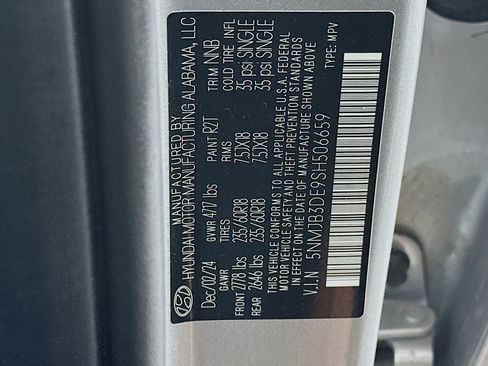 MANUFACTURED BY
HYUNDAI MOTOR MANUFACTURING ALABAMA, LLC
Dec/02/24 GVWR 4717 lbs PAINT R2T TRIM NNB
GAWR TIRES RIMS COLD TIRE INFL
FRONT 2778 lbs 235/60R18 7.5JX18 35 psi SINGLE
REAR 2646 lbs 235/60R18 7.5JX18 35 psi SINGLE
THIS VEHICLE CONFORMS TO ALL APPLICABLE U.S.A. FEDERAL
MOTOR VEHICLE SAFETY AND THEFT PREVENTION STANDARDS
IN EFFECT ON THE DATE OF MANUFACTURE SHOWN ABOVE
V.I.N 5NMJB3DE9SH506659 TYPE: MPV